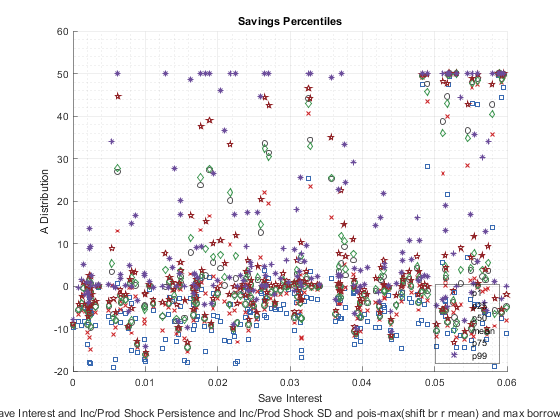 Savings Percentiles
60
50
40
30
20
10
0
-10
-20
A Distribution
0
0.01
0.02
0.03
0.04
0.05
0.06
mean
p75
p99
Save Interest
ave Interest and Inc/Prod Shock Persistence and Inc/Prod Shock SD and pois-max(shift br r mean) and max borrow